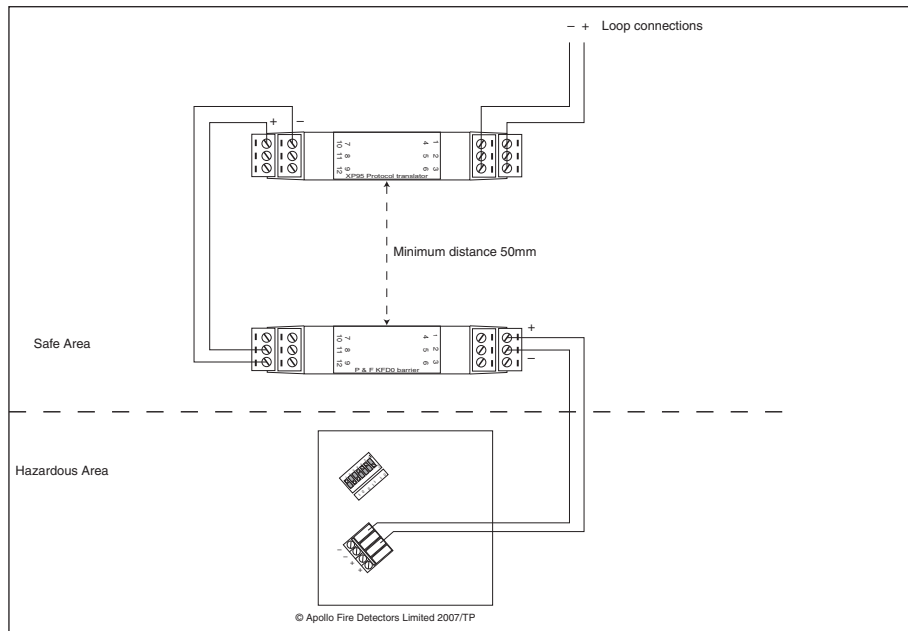 − + Loop connections
+ −
10 7 4 1
11 8 5 2
12 9 6 3
XP95 Protocol translator
Minimum distance 50mm
+
10 7 4 1
Safe Area
11 8 5 2
−
12 9 6 3
P & F KFD0 barrier
Hazardous Area
−
−
+
+
© Apollo Fire Detectors Limited 2007/TP